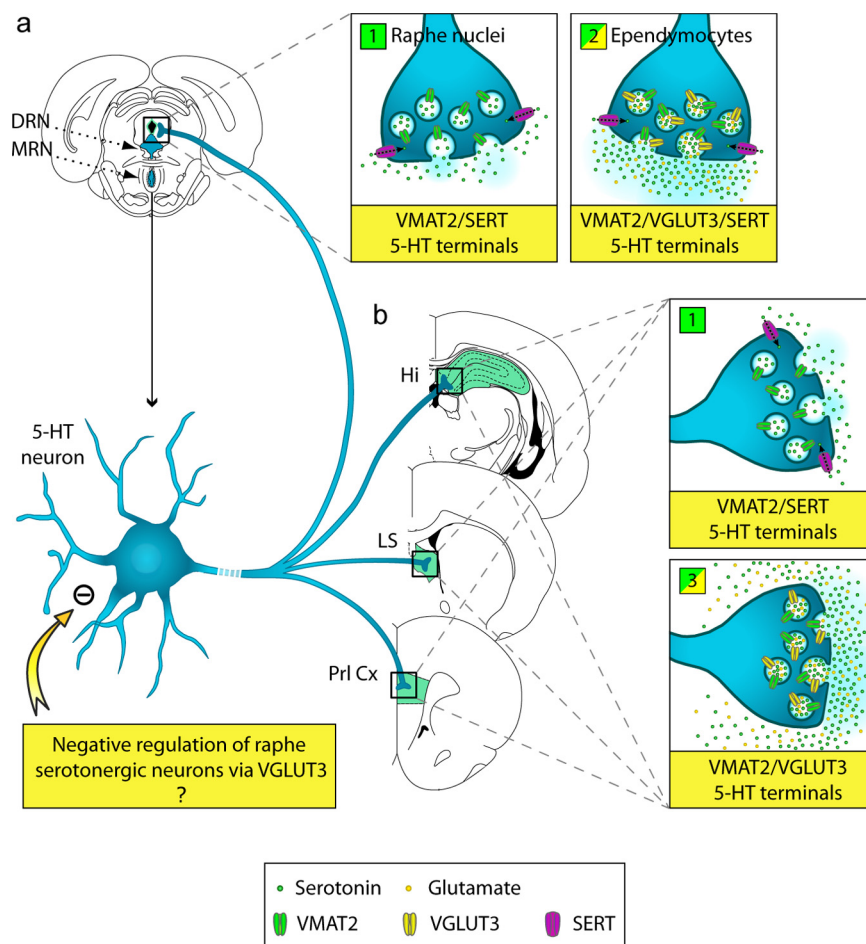 a
1 Raphe nuclei
2 Ependymocytes
DRN
MRN
VMAT2/SERT
5-HT terminals
VMAT2/VGLUT3/SERT
5-HT terminals
b
Hi
1
5-HT
neuron
VMAT2/SERT
5-HT terminals
LS
3
Prl Cx
Negative regulation of raphe
serotonergic neurons via VGLUT3
?
VMAT2/VGLUT3
5-HT terminals
Serotonin Glutamate
VMAT2 VGLUT3 SERT